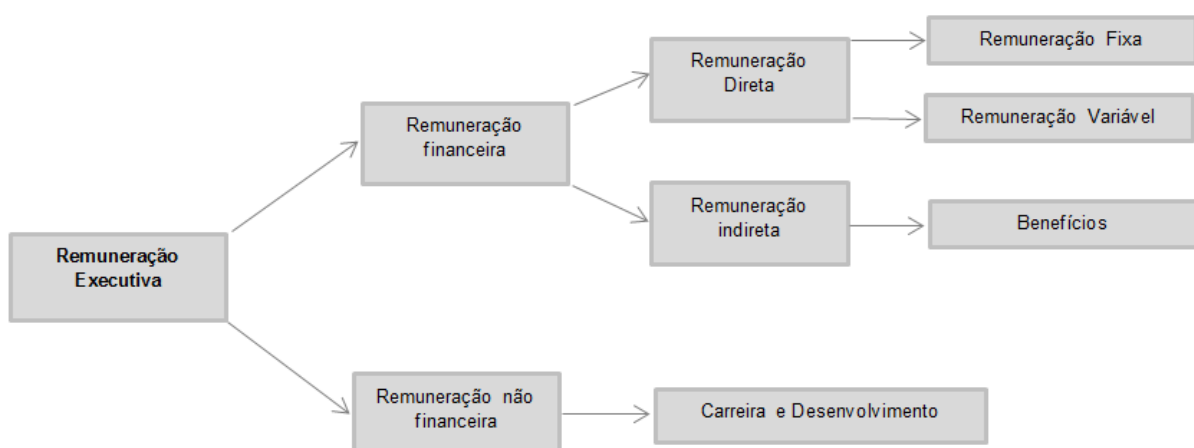 Remuneração
Executiva
Remuneração
financeira
Remuneração
Direta
Remuneração Fixa
Remuneração Variável
Remuneração
indireta
Benefícios
Remuneração não
financeira
Carreira e Desenvolvimento